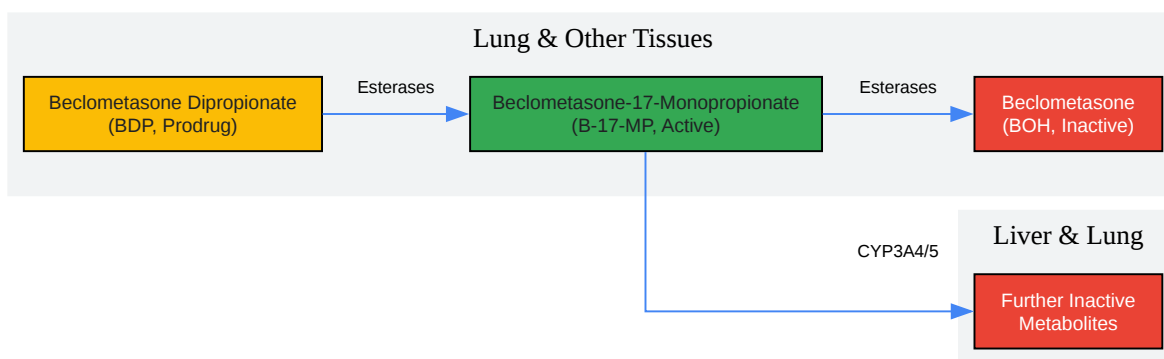 Lung & Other Tissues
Beclometasone Dipropionate
(BDP, Prodrug)
Esterases
Beclometasone-17-Monopropionate
(B-17-MP, Active)
Esterases
Beclometasone
(BOH, Inactive)
Liver & Lung
CYP3A4/5
Further Inactive
Metabolites